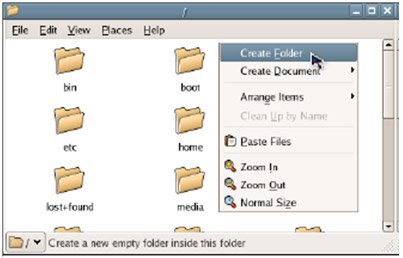 /
File Edit View Places Help
bin
boot
etc
home
lost+found
media
Create Folder
Create Document
Arrange Items
Clean Up by Name
Paste Files
Zoom In
Zoom Out
Normal Size
/ Create a new empty folder inside this folder